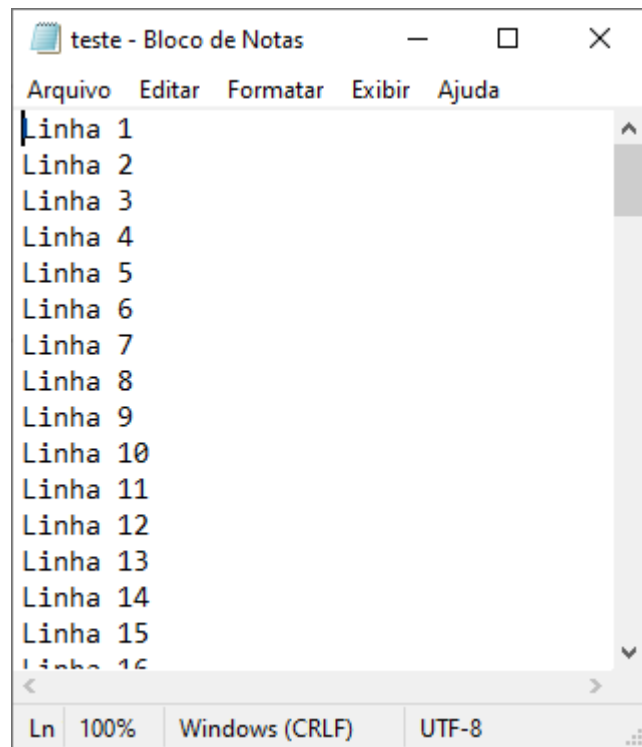 teste - Bloco de Notas
Arquivo Editar Formatar Exibir Ajuda
Linha 1
Linha 2
Linha 3
Linha 4
Linha 5
Linha 6
Linha 7
Linha 8
Linha 9
Linha 10
Linha 11
Linha 12
Linha 13
Linha 14
Linha 15
Linha 16
Ln 100% Windows (CRLF) UTF-8